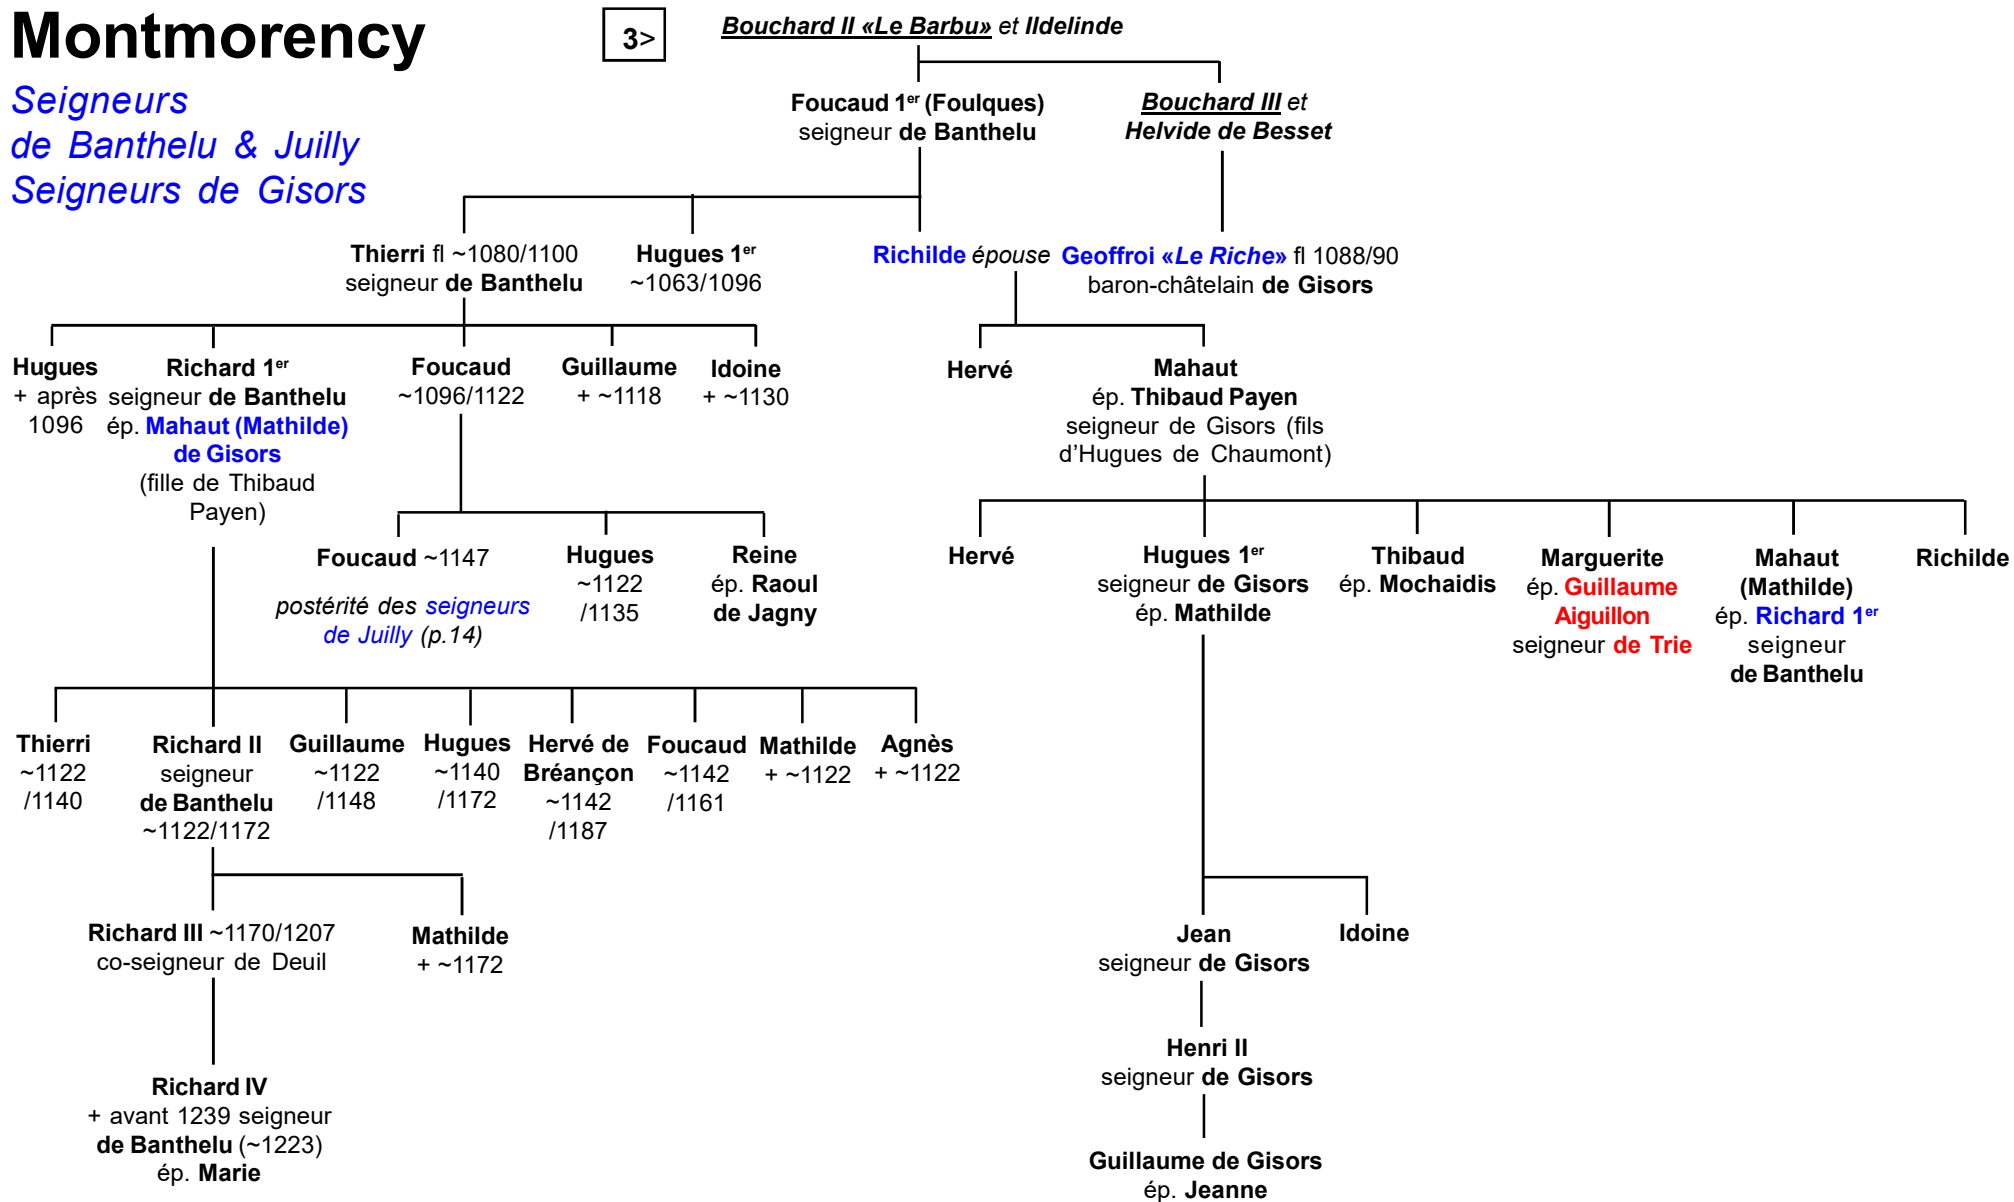 Montmorency
Seigneurs
de Banthelu & Juilly
Seigneurs de Gisors
3>
Bouchard II «Le Barbu» et Ildelinde
Foucaud 1er (Foulques)
seigneur de Banthelu
Bouchard III et
Helvide de Besset
Thierri fl ~1080/1100
seigneur de Banthelu
Hugues 1er
~1063/1096
Richilde épouse Geoffroi «Le Riche» fl 1088/90
baron-châtelain de Gisors
Hugues
+ après
1096
Richard 1er
seigneur de Banthelu
ép. Mahaut (Mathilde)
de Gisors
(fille de Thibaud
Payen)
Foucaud
~1096/1122
Guillaume
+ ~1118
Idoine
+ ~1130
Hervé
Mahaut
ép. Thibaud Payen
seigneur de Gisors (fils
d'Hugues de Chaumont)
Foucaud ~1147
postérité des seigneurs
de Juilly (p.14)
Hugues
~1122
/1135
Reine
ép. Raoul
de Jagny
Hervé
Hugues 1er
seigneur de Gisors
ép. Mathilde
Thibaud
ép. Mochaidis
Marguerite
ép. Guillaume
Aiguillon
seigneur de Trie
Mahaut
(Mathilde)
ép. Richard 1er
seigneur
de Banthelu
Richilde
Thierri
~1122
/1140
Richard II
seigneur
de Banthelu
~1122/1172
Guillaume
~1122
/1148
Hugues
~1140
/1172
Hervé de
Bréançon
~1142
/1187
Foucaud
~1142
/1161
Mathilde
+ ~1122
Agnès
+ ~1122
Richard III ~1170/1207
co-seigneur de Deuil
Mathilde
+ ~1172
Jean
seigneur de Gisors
Idoine
Richard IV
+ avant 1239 seigneur
de Banthelu (~1223)
ép. Marie
Henri II
seigneur de Gisors
Guillaume de Gisors
ép. Jeanne